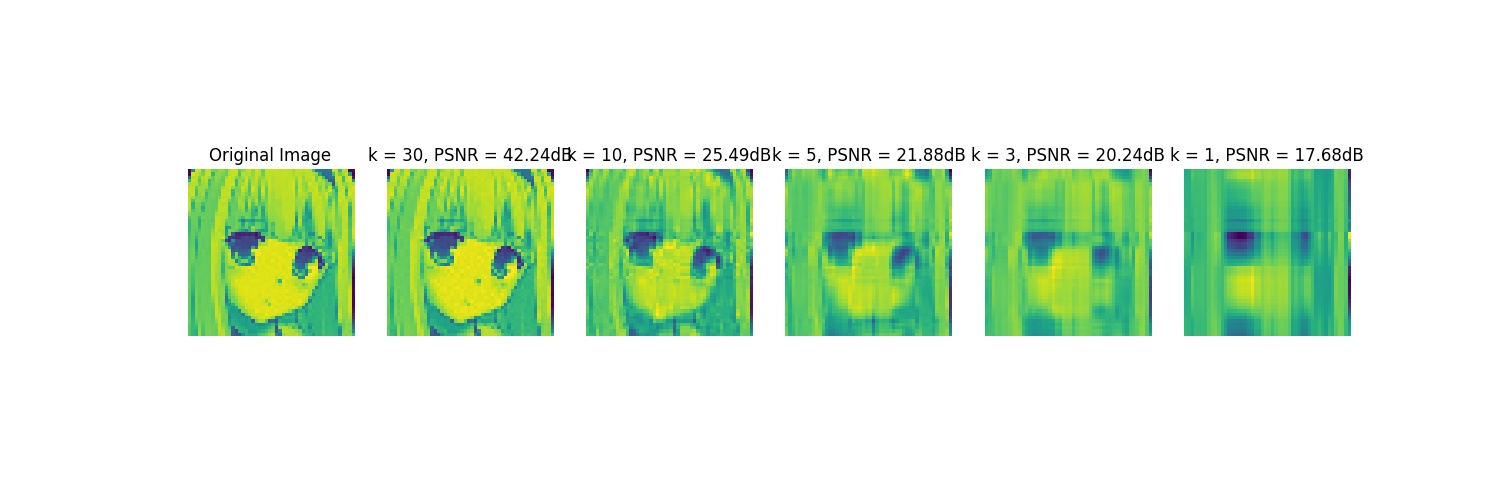 Original Image
k = 30, PSNR = 42.24dB
k = 10, PSNR = 25.49dB
k = 5, PSNR = 21.88dB
k = 3, PSNR = 20.24dB
k = 1, PSNR = 17.68dB